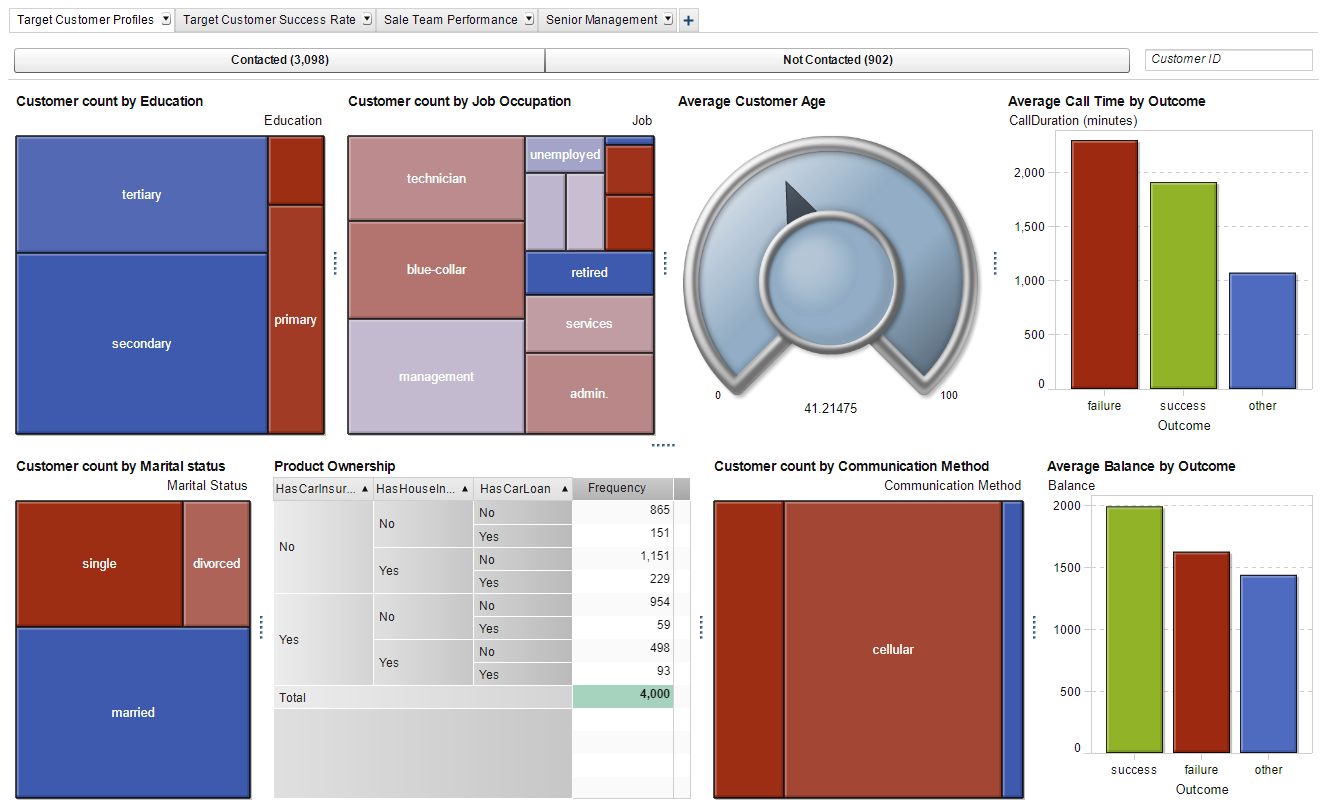 Target Customer Profiles
Target Customer Success Rate
Sale Team Performance
Senior Management
+
Contacted (3,098)
Not Contacted (902)
Customer ID
Customer count by Education
Education
tertiary
secondary
primary
Customer count by Job Occupation
Job
technician
blue-collar
management
unemployed
retired
services
admin.
Average Customer Age
0
100
41.21475
Average Call Time by Outcome
CallDuration (minutes)
2,000
1,500
1,000
500
0
failure success other
Outcome
Customer count by Marital status
Marital Status
single
divorced
married
Product Ownership
HasCarInsur... HasHouseIn... HasCarLoan Frequency
No No No 865
Yes 151
Yes No 1,151
Yes 229
Yes No No 954
Yes 59
Yes No 498
Yes 93
Total 4,000
Customer count by Communication Method
Communication Method
cellular
Average Balance by Outcome
Balance
2000
1500
1000
500
0
success failure other
Outcome